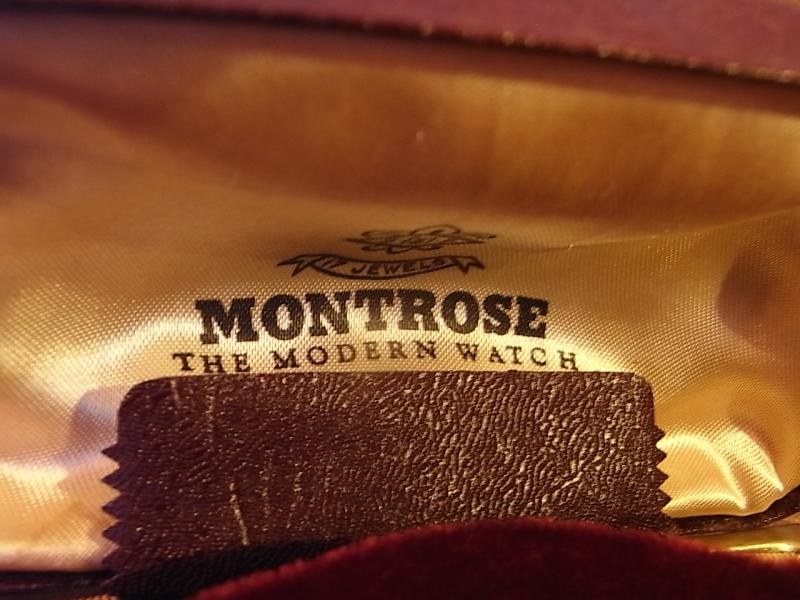 17 JEWELS
MONTROSE
THE MODERN WATCH